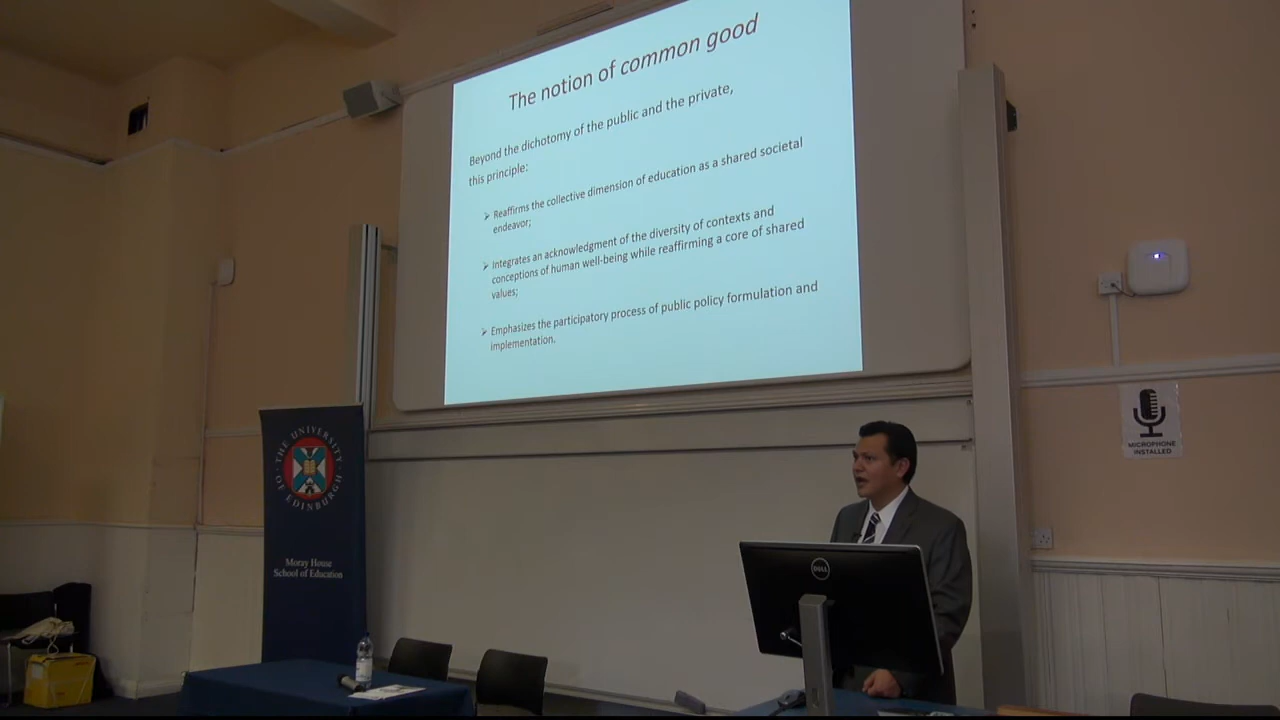 The notion of common good
Beyond the dichotomy of the public and the private,
this principle:
➢ Reaffirms the collective dimension of education as a shared societal
endeavor;
➢ Integrates an acknowledgment of the diversity of contexts and
conceptions of human well-being while reaffirming a core of shared
values;
➢ Emphasizes the participatory process of public policy formulation and
implementation.
THE UNIVERSITY
OF EDINBURGH
Moray House
School of Education
DELL
MICROPHONE
INSTALLED